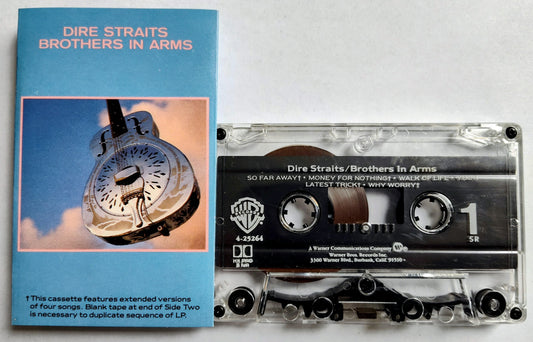 DIRE STRAITS
BROTHERS IN ARMS
† This cassette features extended versions
of four songs. Blank tape at end of Side Two
is necessary to duplicate sequence of LP.
Dire Straits/Brothers In Arms
SO FAR AWAY† • MONEY FOR NOTHING† • WALK OF LIFE • YOUR
LATEST TRICK† • WHY WORRY†
4-25264
1
SR
A Warner Communications Company
Warner Bros. Records Inc.
3300 Warner Blvd., Burbank, Calif. 91510